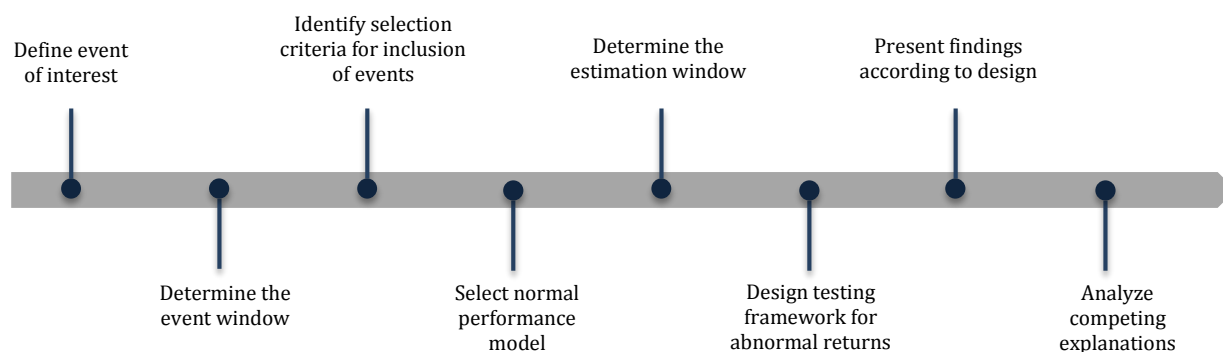 Define event
of interest
Determine the
event window
Identify selection
criteria for inclusion
of events
Select normal
performance
model
Determine the
estimation window
Design testing
framework for
abnormal returns
Present findings
according to design
Analyze
competing
explanations